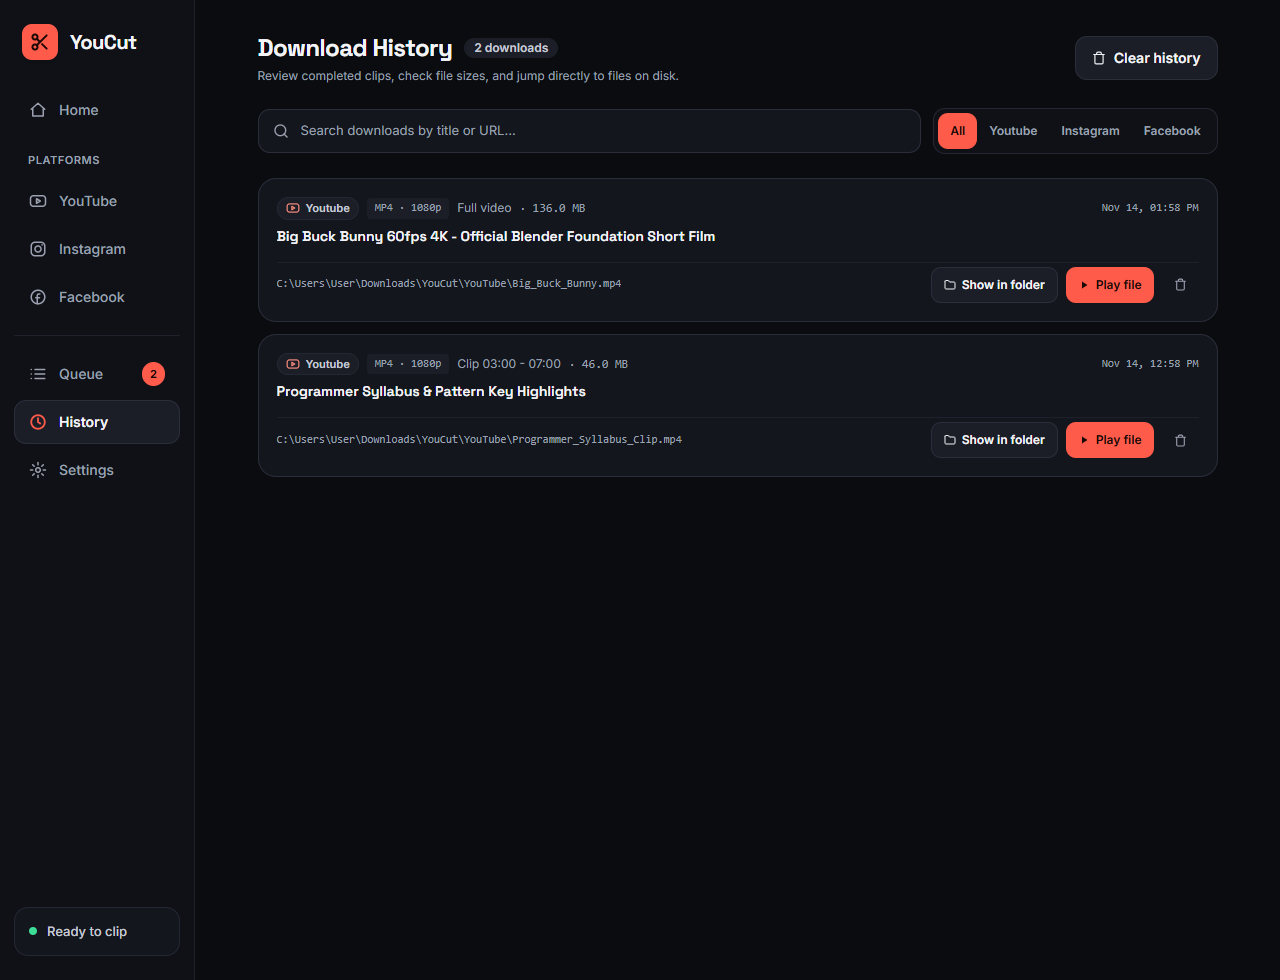 YouCut
Home
PLATFORMS
YouTube
Instagram
Facebook
Queue 2
History
Settings
Ready to clip
Download History 2 downloads
Review completed clips, check file sizes, and jump directly to files on disk.
Clear history
Search downloads by title or URL...
All Youtube Instagram Facebook
Youtube MP4 · 1080p Full video · 136.0 MB Nov 14, 01:58 PM
Big Buck Bunny 60fps 4K - Official Blender Foundation Short Film
C:\Users\User\Downloads\YouCut\YouTube\Big_Buck_Bunny.mp4 Show in folder Play file
Youtube MP4 · 1080p Clip 03:00 - 07:00 · 46.0 MB Nov 14, 12:58 PM
Programmer Syllabus & Pattern Key Highlights
C:\Users\User\Downloads\YouCut\YouTube\Programmer_Syllabus_Clip.mp4 Show in folder Play file